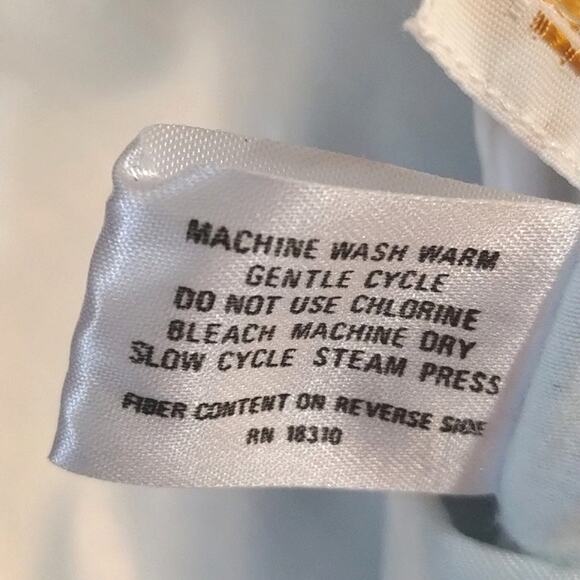 MACHINE WASH WARM
GENTLE CYCLE
DO NOT USE CHLORINE
BLEACH MACHINE DRY
SLOW CYCLE STEAM PRESS
FIBER CONTENT ON REVERSE SIDE
RN 18310